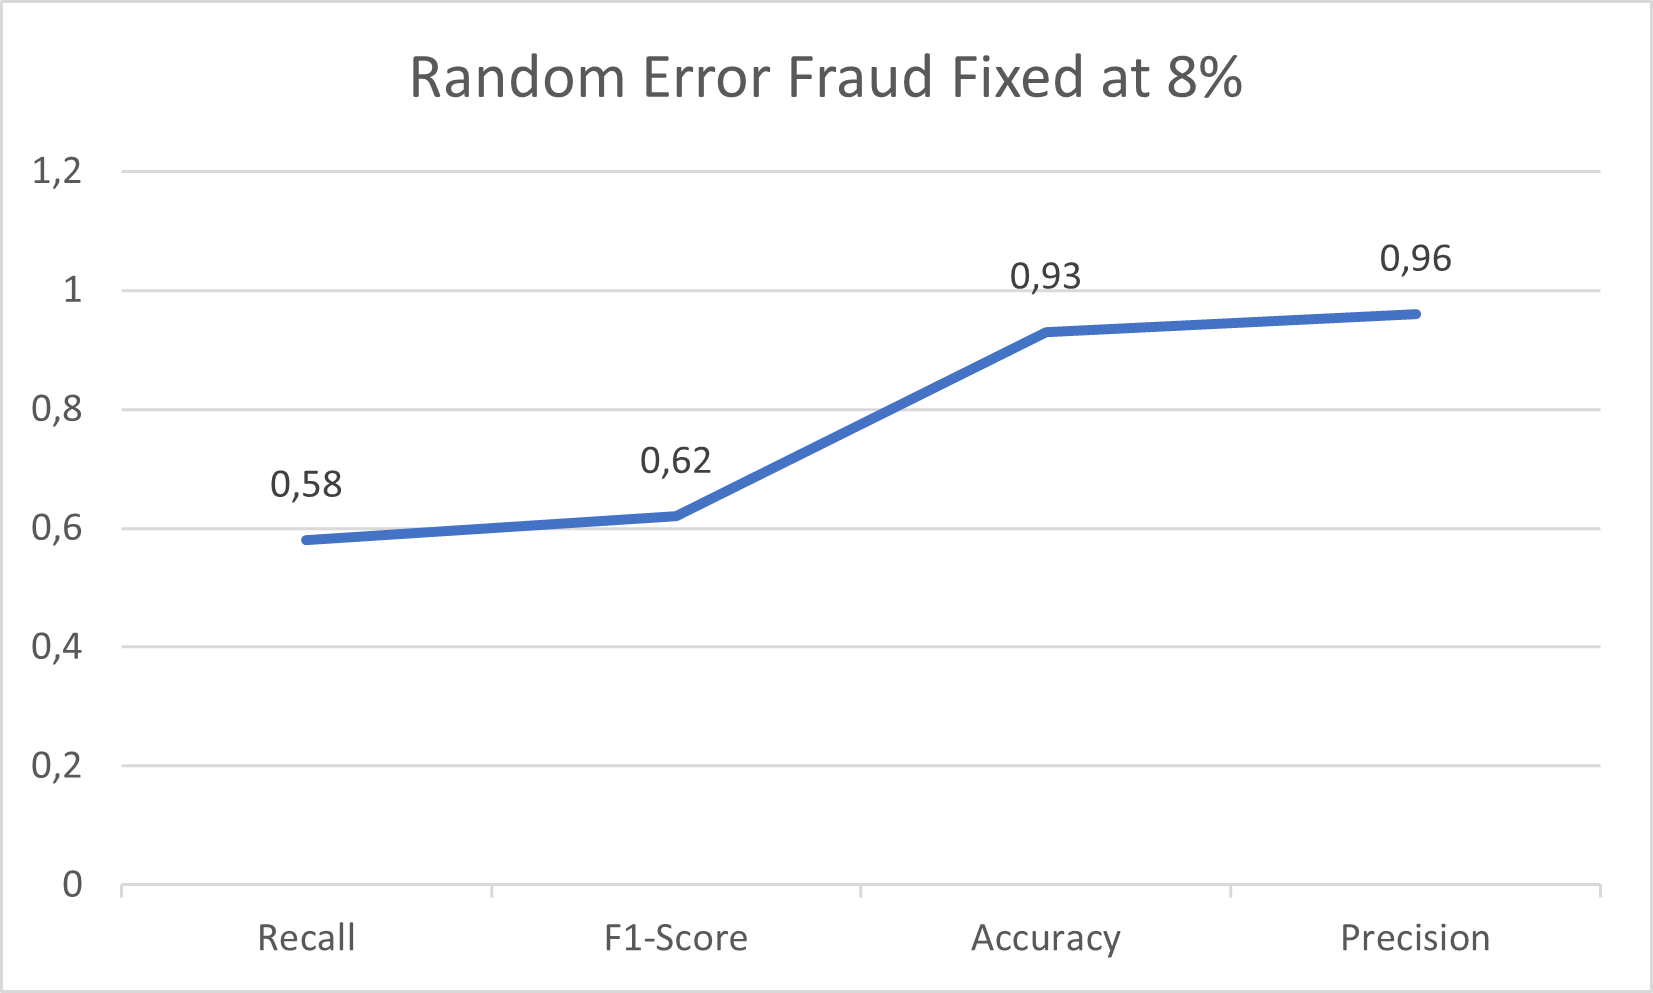 Random Error Fraud Fixed at 8%
1,2
1
0,8
0,6
0,4
0,2
0
0,58
0,62
0,93
0,96
Recall
F1-Score
Accuracy
Precision